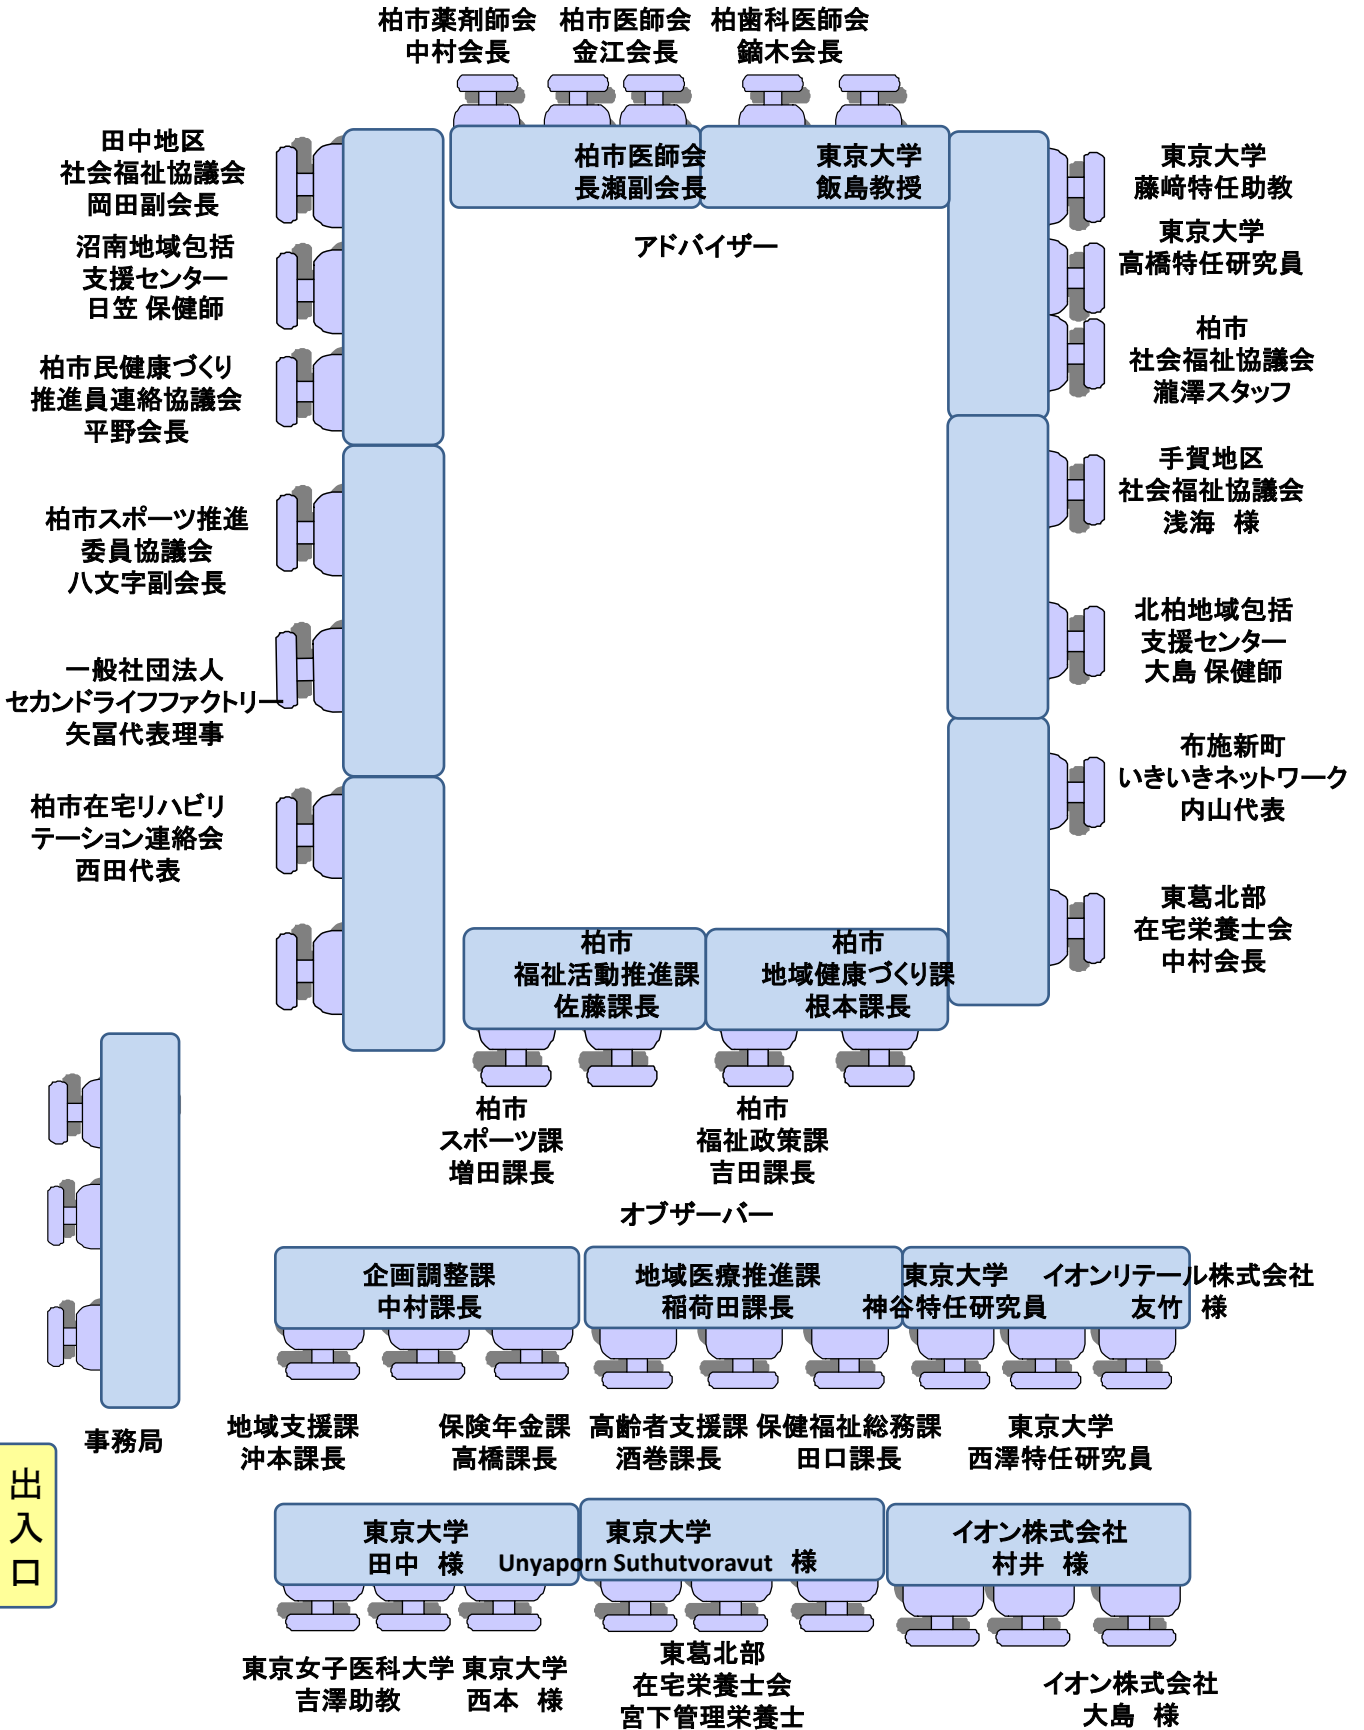 柏市薬剤師会
中村会長
柏市医師会
金江会長
柏歯科医師会
鏑木会長
柏市医師会
長瀬副会長
東京大学
飯島教授
アドバイザー
田中地区
社会福祉協議会
岡田副会長
沼南地域包括
支援センター
日笠 保健師
柏市民健康づくり
推進員連絡協議会
平野会長
柏市スポーツ推進
委員協議会
八文字副会長
一般社団法人
セカンドライフファクトリー
矢冨代表理事
柏市在宅リハビリ
テーション連絡会
西田代表
東京大学
藤﨑特任助教
東京大学
高橋特任研究員
柏市
社会福祉協議会
瀧澤スタッフ
手賀地区
社会福祉協議会
浅海 様
北柏地域包括
支援センター
大島 保健師
布施新町
いきいきネットワーク
内山代表
東葛北部
在宅栄養士会
中村会長
柏市
福祉活動推進課
佐藤課長
柏市
地域健康づくり課
根本課長
柏市
スポーツ課
増田課長
柏市
福祉政策課
吉田課長
オブザーバー
企画調整課
中村課長
地域医療推進課
稲荷田課長
東京大学
神谷特任研究員
イオンリテール株式会社
友竹 様
地域支援課
沖本課長
保険年金課
高橋課長
高齢者支援課
酒巻課長
保健福祉総務課
田口課長
東京大学
西澤特任研究員
事務局
出入口
東京大学
田中 様
東京大学
Unyaporn Suthutvoravut 様
イオン株式会社
村井 様
東京女子医科大学
吉澤助教
東京大学
西本 様
東葛北部
在宅栄養士会
宮下管理栄養士
イオン株式会社
大島 様